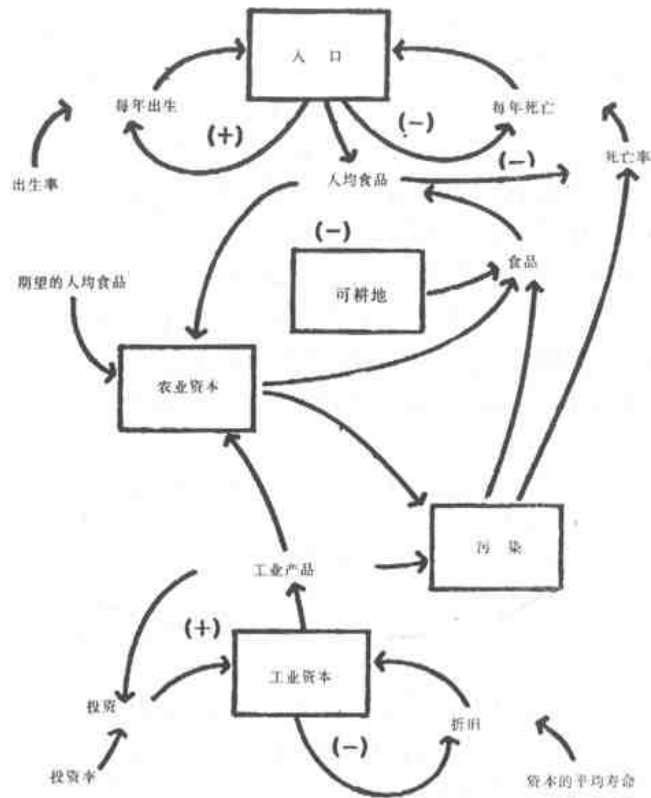 人 口
每年出生
每年死亡
(+)
(-)
出生率
人均食品
(-)
死亡率
(-)
食品
期望的人均食品
可耕地
农业资本
污 染
工业产品
(+)
工业资本
投资
折旧
(-)
投资率
资本的平均寿命